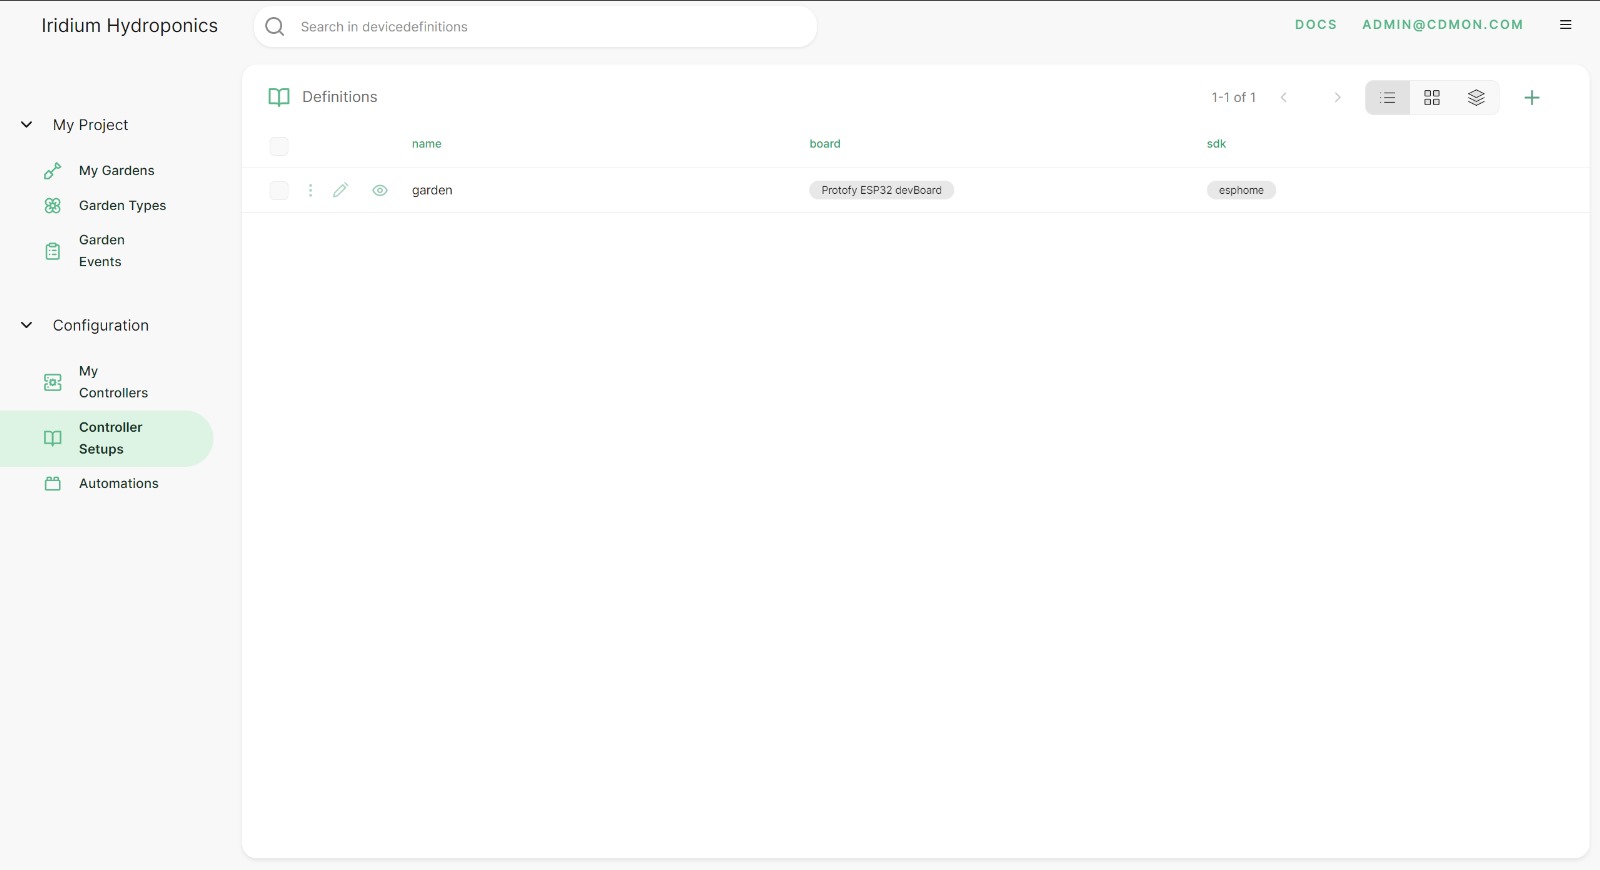 Iridium Hydroponics
Search in devicedefinitions
DOCS
ADMIN@CDMON.COM
My Project
My Gardens
Garden Types
Garden
Events
Configuration
My
Controllers
Controller
Setups
Automations
Definitions
1-1 of 1
name board sdk
garden Protofy ESP32 devBoard esphome